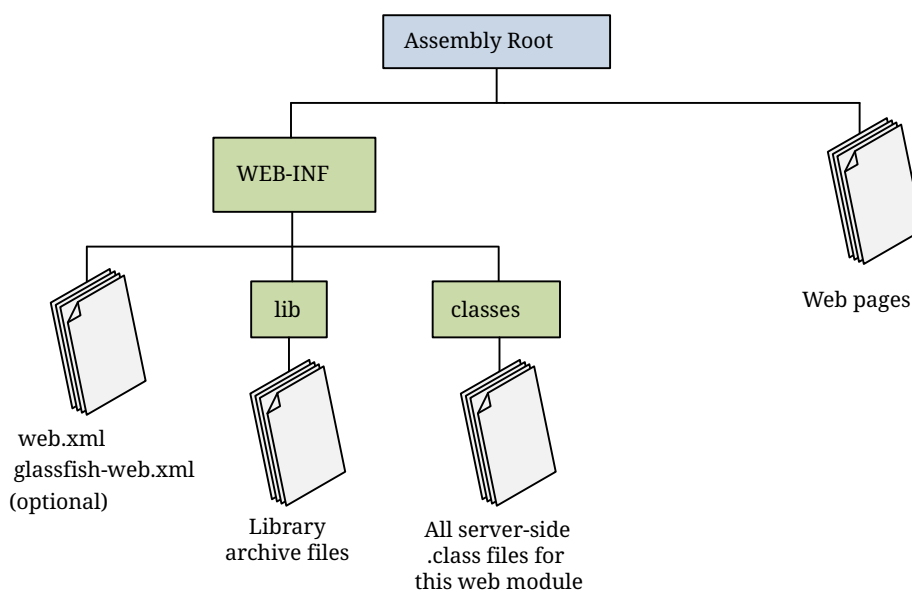 Assembly Root
WEB-INF
Web pages
lib
classes
web.xml
glassfish-web.xml
(optional)
Library
archive files
All server-side
.class files for
this web module